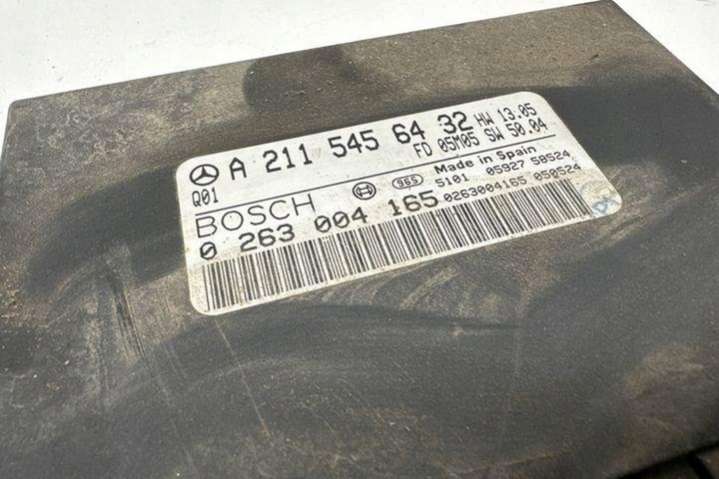 A 211 545 64 32 HW 13.05
Q01 FD 05M05 SW 50.04
Made in Spain
BOSCH 965 5101 05927 58524
0 263 004 165 0263004165 050524